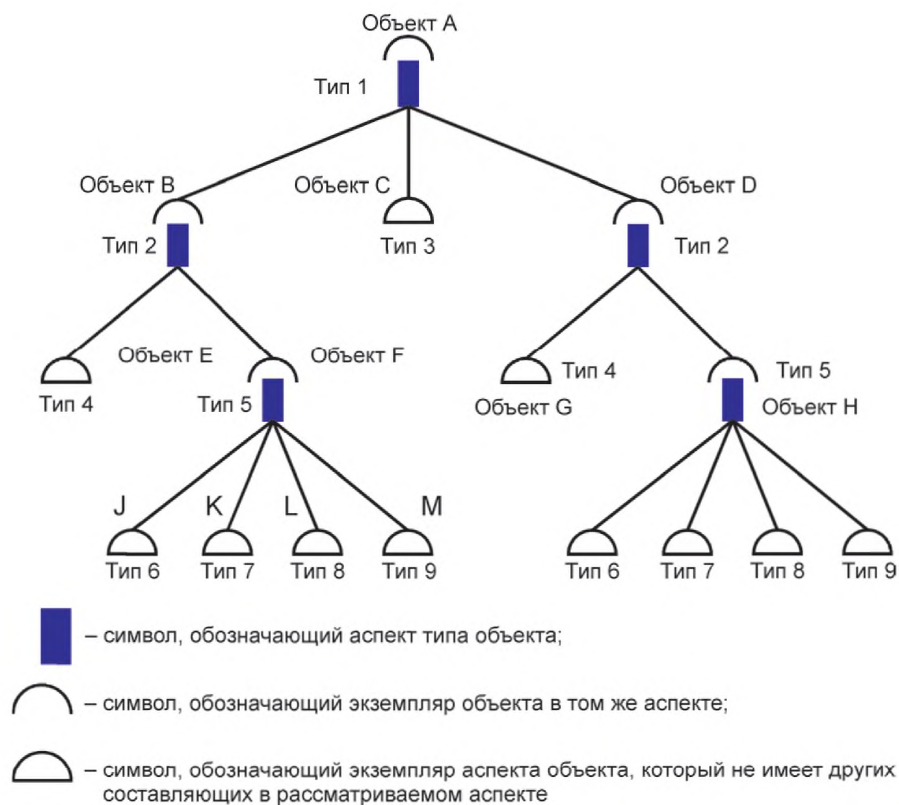 Объект A
Тип 1
Объект B
Объект C
Объект D
Тип 2
Тип 3
Тип 2
Объект E
Объект F
Тип 4
Тип 5
Тип 4
Тип 5
Объект G
Объект H
J
K
L
M
Тип 6
Тип 7
Тип 8
Тип 9
Тип 6
Тип 7
Тип 8
Тип 9
– символ, обозначающий аспект типа объекта;
– символ, обозначающий экземпляр объекта в том же аспекте;
– символ, обозначающий экземпляр аспекта объекта, который не имеет других
составляющих в рассматриваемом аспекте